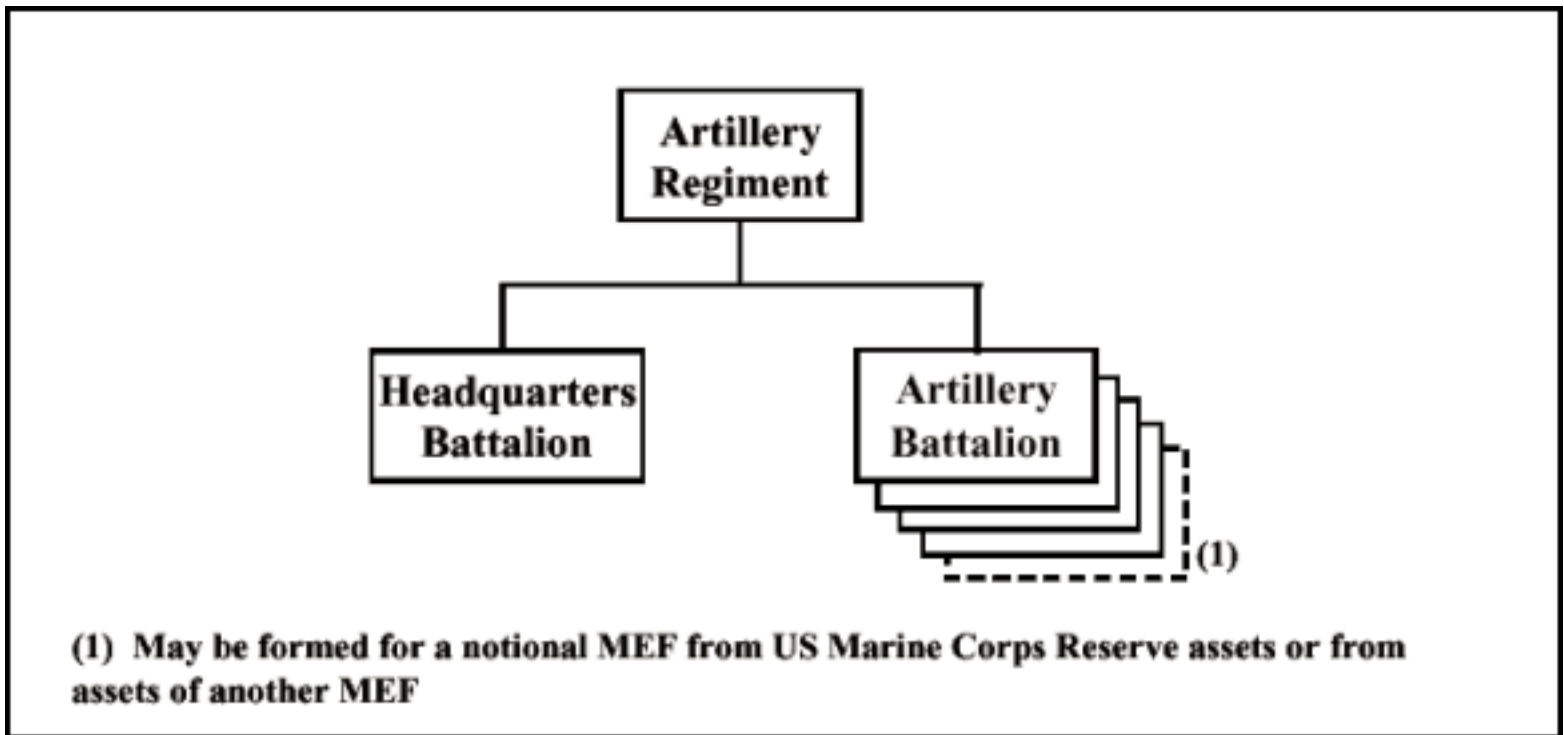 Artillery
Regiment
Headquarters
Battalion
Artillery
Battalion
(1)
(1) May be formed for a notional MEF from US Marine Corps Reserve assets or from
assets of another MEF